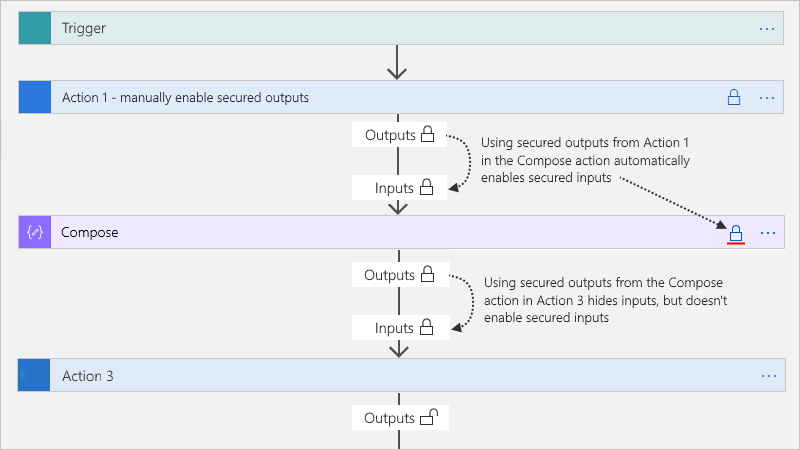 Trigger
Action 1 - manually enable secured outputs
Outputs
Using secured outputs from Action 1
in the Compose action automatically
enables secured inputs
Inputs
Compose
Outputs
Using secured outputs from the Compose
action in Action 3 hides inputs, but doesn't
enable secured inputs
Inputs
Action 3
Outputs